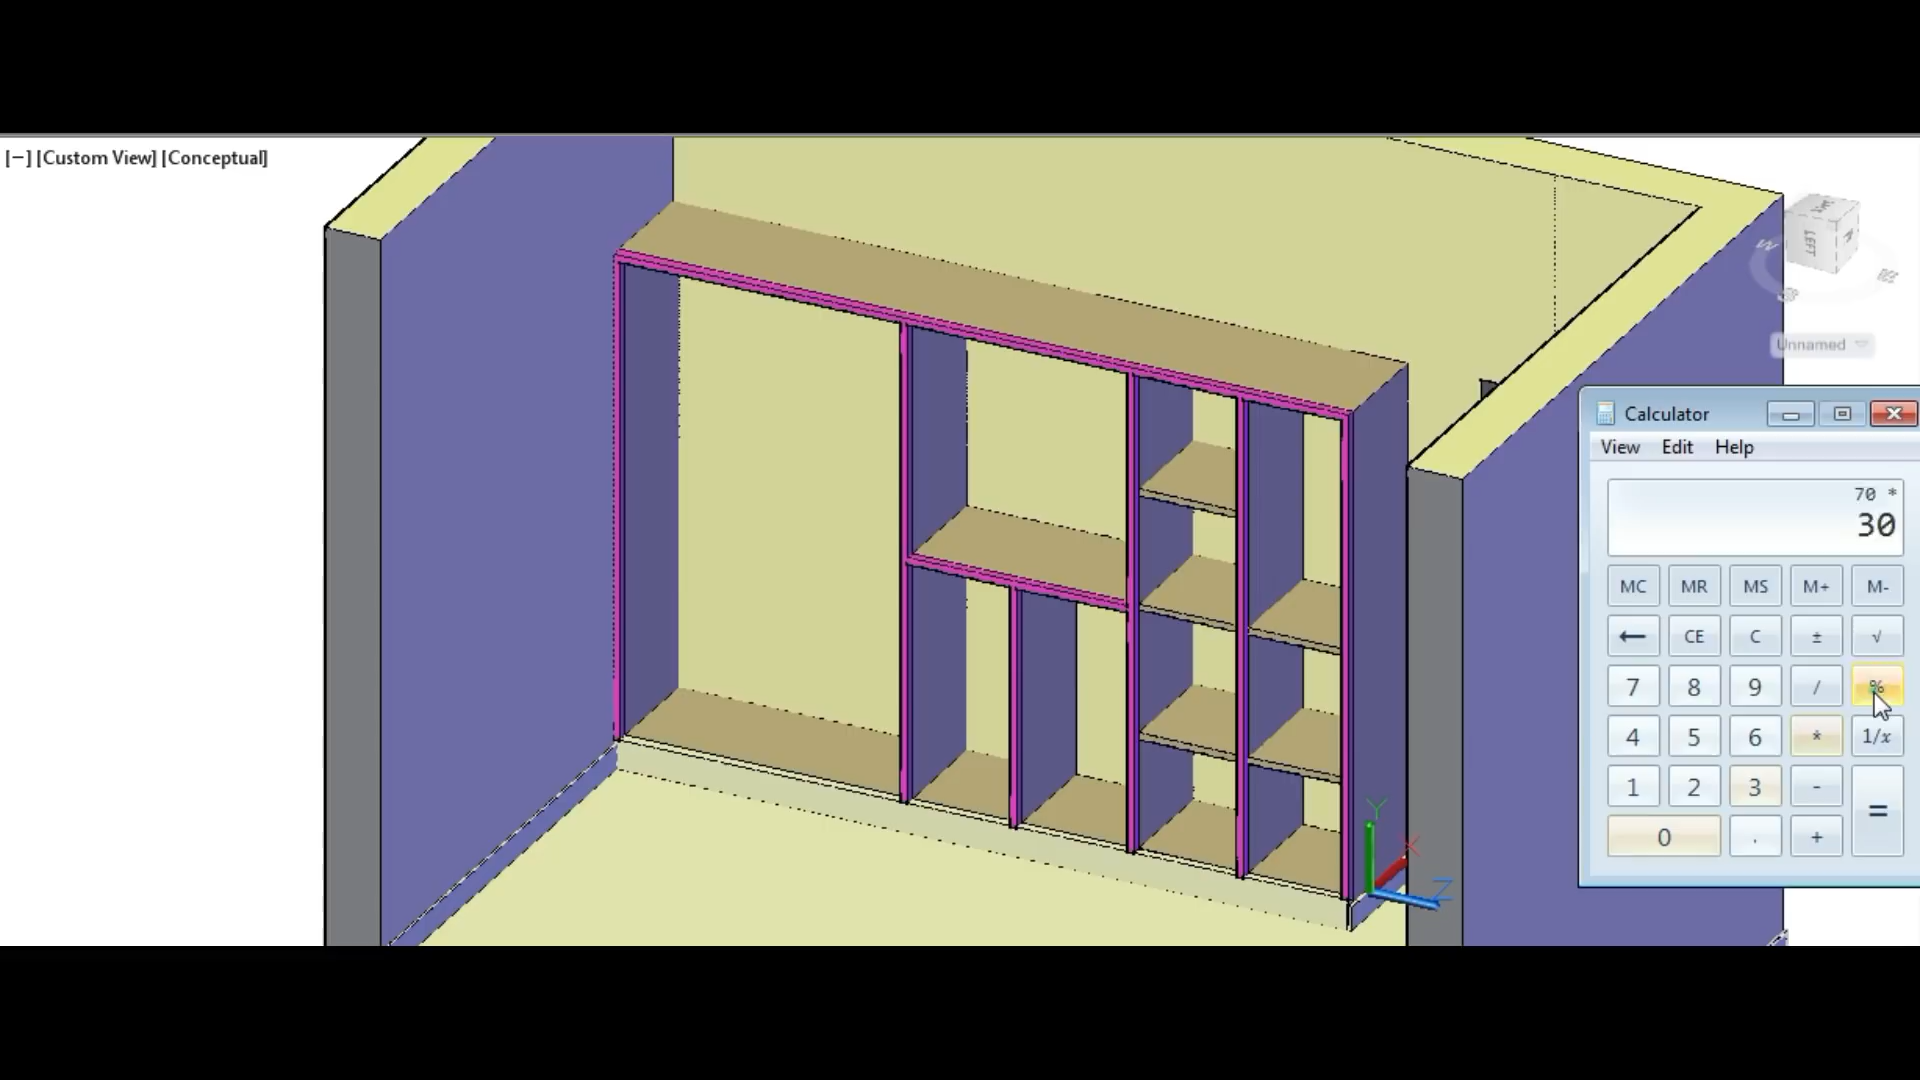 [−] [Custom View] [Conceptual]
LEFT
W
Unnamed
Calculator
View Edit Help
70 *
30
MC MR MS M+ M-
← CE C ± √
7 8 9 / %
4 5 6 * 1/x
1 2 3 - =
0 . +
Y
X
Z